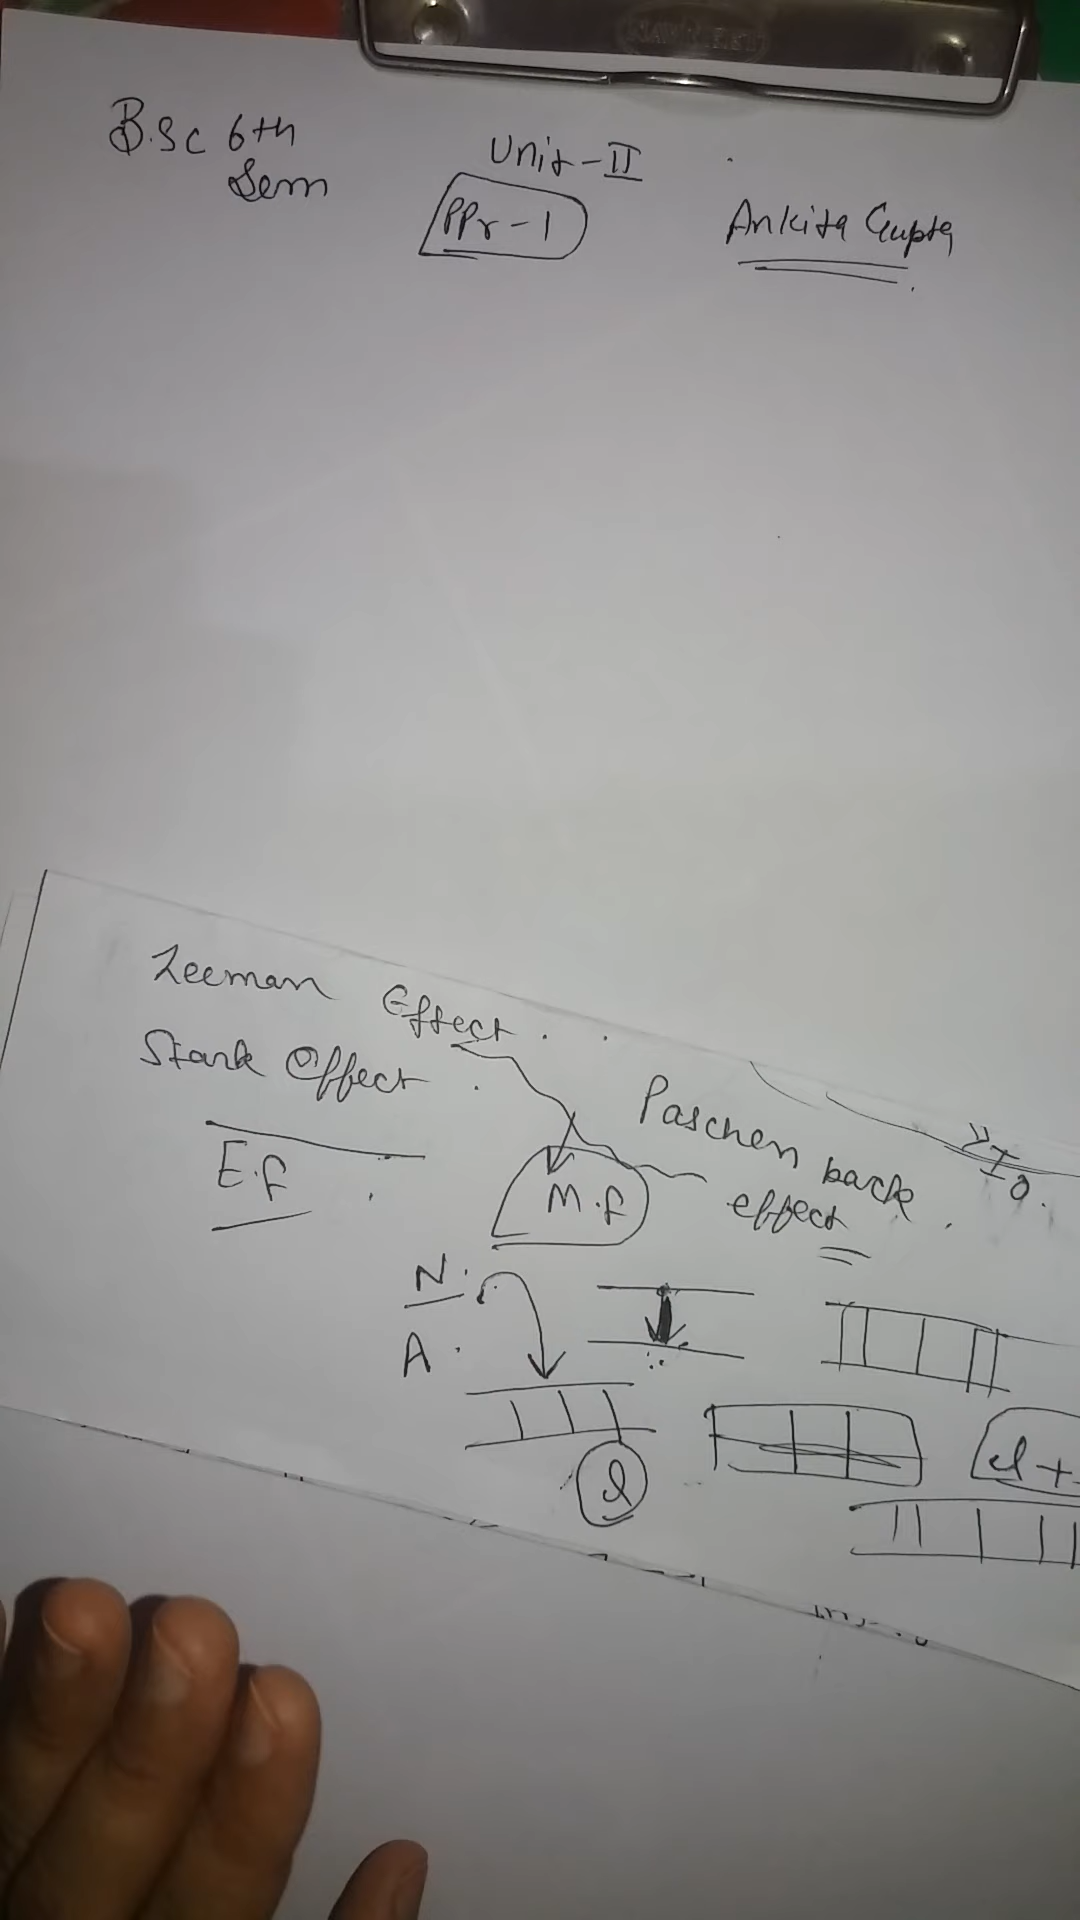 B.Sc 6th
Sem
Unit-II
PPr-1
Ankita Gupta
Zeeman Effect.
Stark Effect.
E.f
M.f
Paschen back
effect
N.
A.